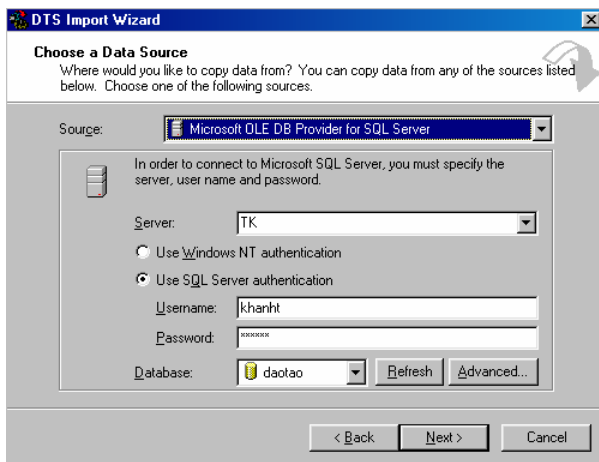 DTS Import Wizard
Choose a Data Source
Where would you like to copy data from? You can copy data from any of the sources listed
below. Choose one of the following sources.
Source: Microsoft OLE DB Provider for SQL Server
In order to connect to Microsoft SQL Server, you must specify the
server, user name and password.
Server: TK
Use Windows NT authentication
Use SQL Server authentication
Username: khanht
Password: ******
Database: daotao Refresh Advanced...
< Back Next > Cancel